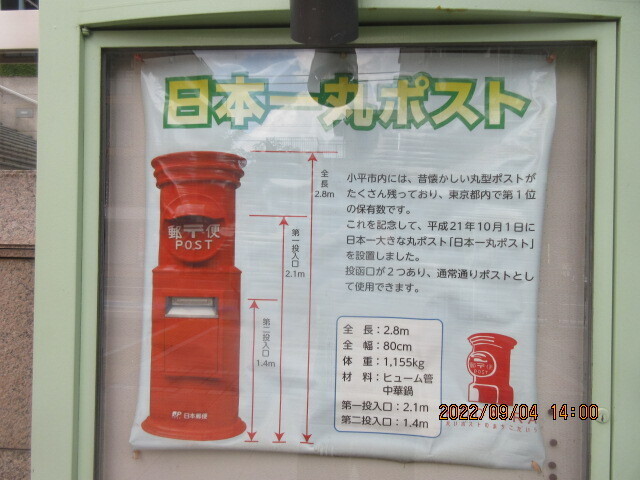 日本一丸ポスト
小平市内には、昔懐かしい丸型ポストが
たくさん残っており、東京都内で第1位
の保有数です。
これを記念して、平成21年10月1日に
日本一大きな丸ポスト「日本一丸ポスト」
を設置しました。
投函口が2つあり、通常通りポストとし
て使用できます。
全長
2.8m
第一投入口
2.1m
第二投入口
1.4m
郵便
POST
日本郵便
全 長：2.8m
全 幅：80cm
体 重：1,155kg
材 料：ヒューム管
中華鍋
第一投入口：2.1m
第二投入口：1.4m
POST
2022/09/04 14:00